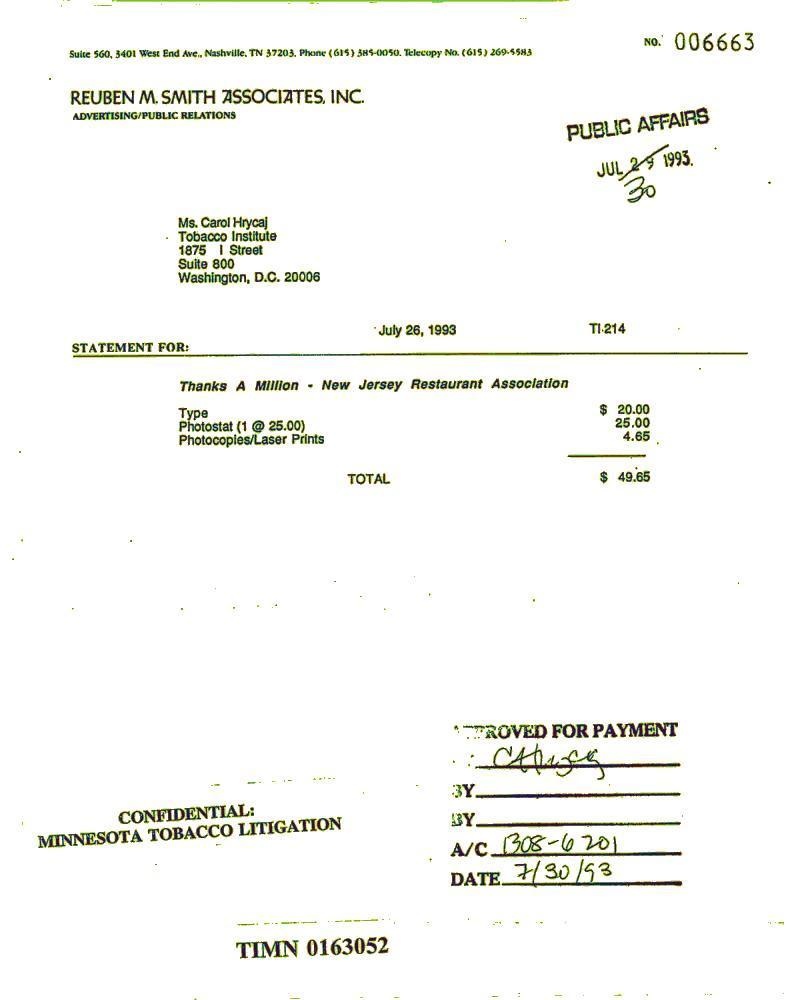 NO. 006663
Suite 560, 3401 West End Ave., Nashville, TN 37203. Phone (615) 385-0050. Telecopy No. (615) 269-5583
REUBEN M. SMITH ASSOCIATES, INC.
ADVERTISING/PUBLIC RELATIONS
PUBLIC AFFAIRS
JUL 29 1993.
30
Ms. Carol Hrycaj
Tobacco Institute
1875 I Street
Suite 800
Washington, D.C. 20006
July 26, 1993 TI-214
STATEMENT FOR:
Thanks A Million - New Jersey Restaurant Association
Type $ 20.00
Photostat (1 @ 25.00) 25.00
Photocopies/Laser Prints 4.65
TOTAL $ 49.65
APPROVED FOR PAYMENT
BY
BY
A/C 1308-6201
DATE 7/30/93
CONFIDENTIAL:
MINNESOTA TOBACCO LITIGATION
TIMN 0163052